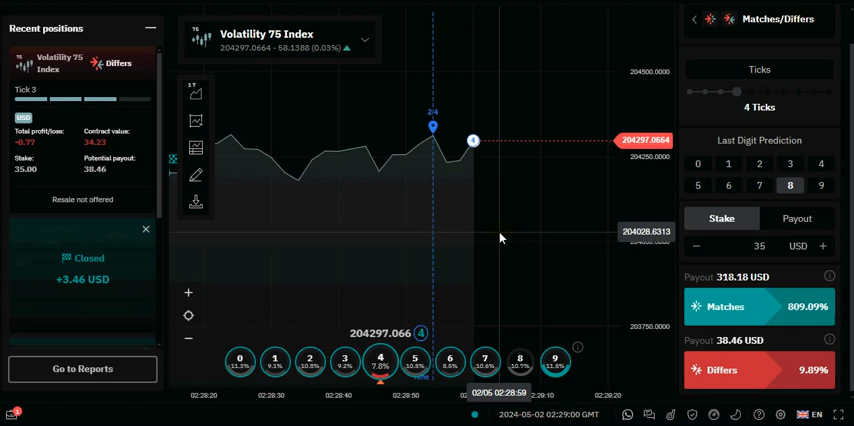 Recent positions
75
Volatility 75
Index
Differs
Tick 3
USD
Total profit/loss:
Contract value:
-0.77
34.23
Stake:
Potential payout:
35.00
38.46
Resale not offered
Closed
+3.46 USD
Go to Reports
75
Volatility 75 Index
204297.0664 - 58.1388 (0.03%)
1T
2/4
4
204500.0000
204297.0664
204250.0000
204028.6313
203750.0000
204297.066 4
0
11.3%
1
9.1%
2
10.5%
3
9.2%
4
7.8%
5
10.8%
6
8.8%
7
10.6%
8
10.7%
9
11.5%
Time
02:28:20
02:28:30
02:28:40
02:28:50
02/05 02:28:59
02:29:10
02:29:20
Matches/Differs
Ticks
4 Ticks
Last Digit Prediction
0 1 2 3 4
5 6 7 8 9
Stake Payout
− 35 USD +
Payout 318.18 USD
Matches 809.09%
Payout 38.46 USD
Differs 9.89%
1
2024-05-02 02:29:00 GMT
EN